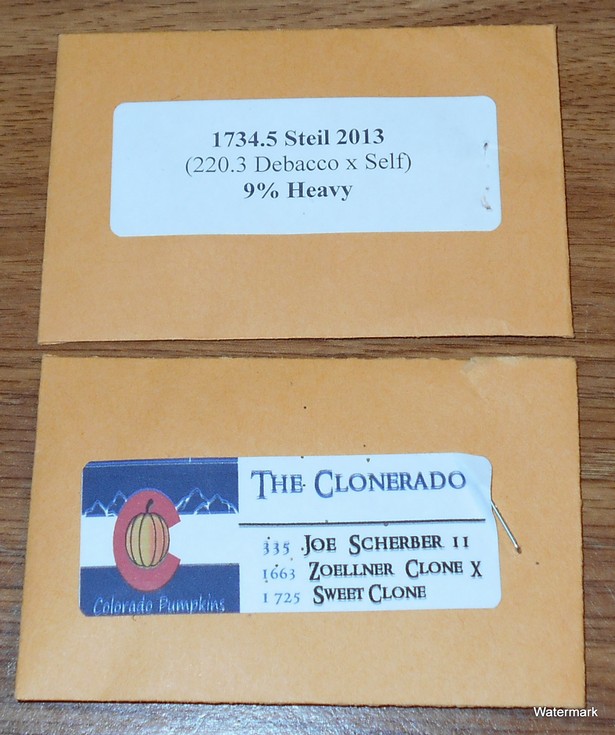 1734.5 Steil 2013
(220.3 Debacco x Self)
9% Heavy
THE CLONERADO
335 JOE SCHERBER 11
1663 ZOELLNER CLONE X
1725 SWEET CLONE
Colorado Pumpkins
Watermark